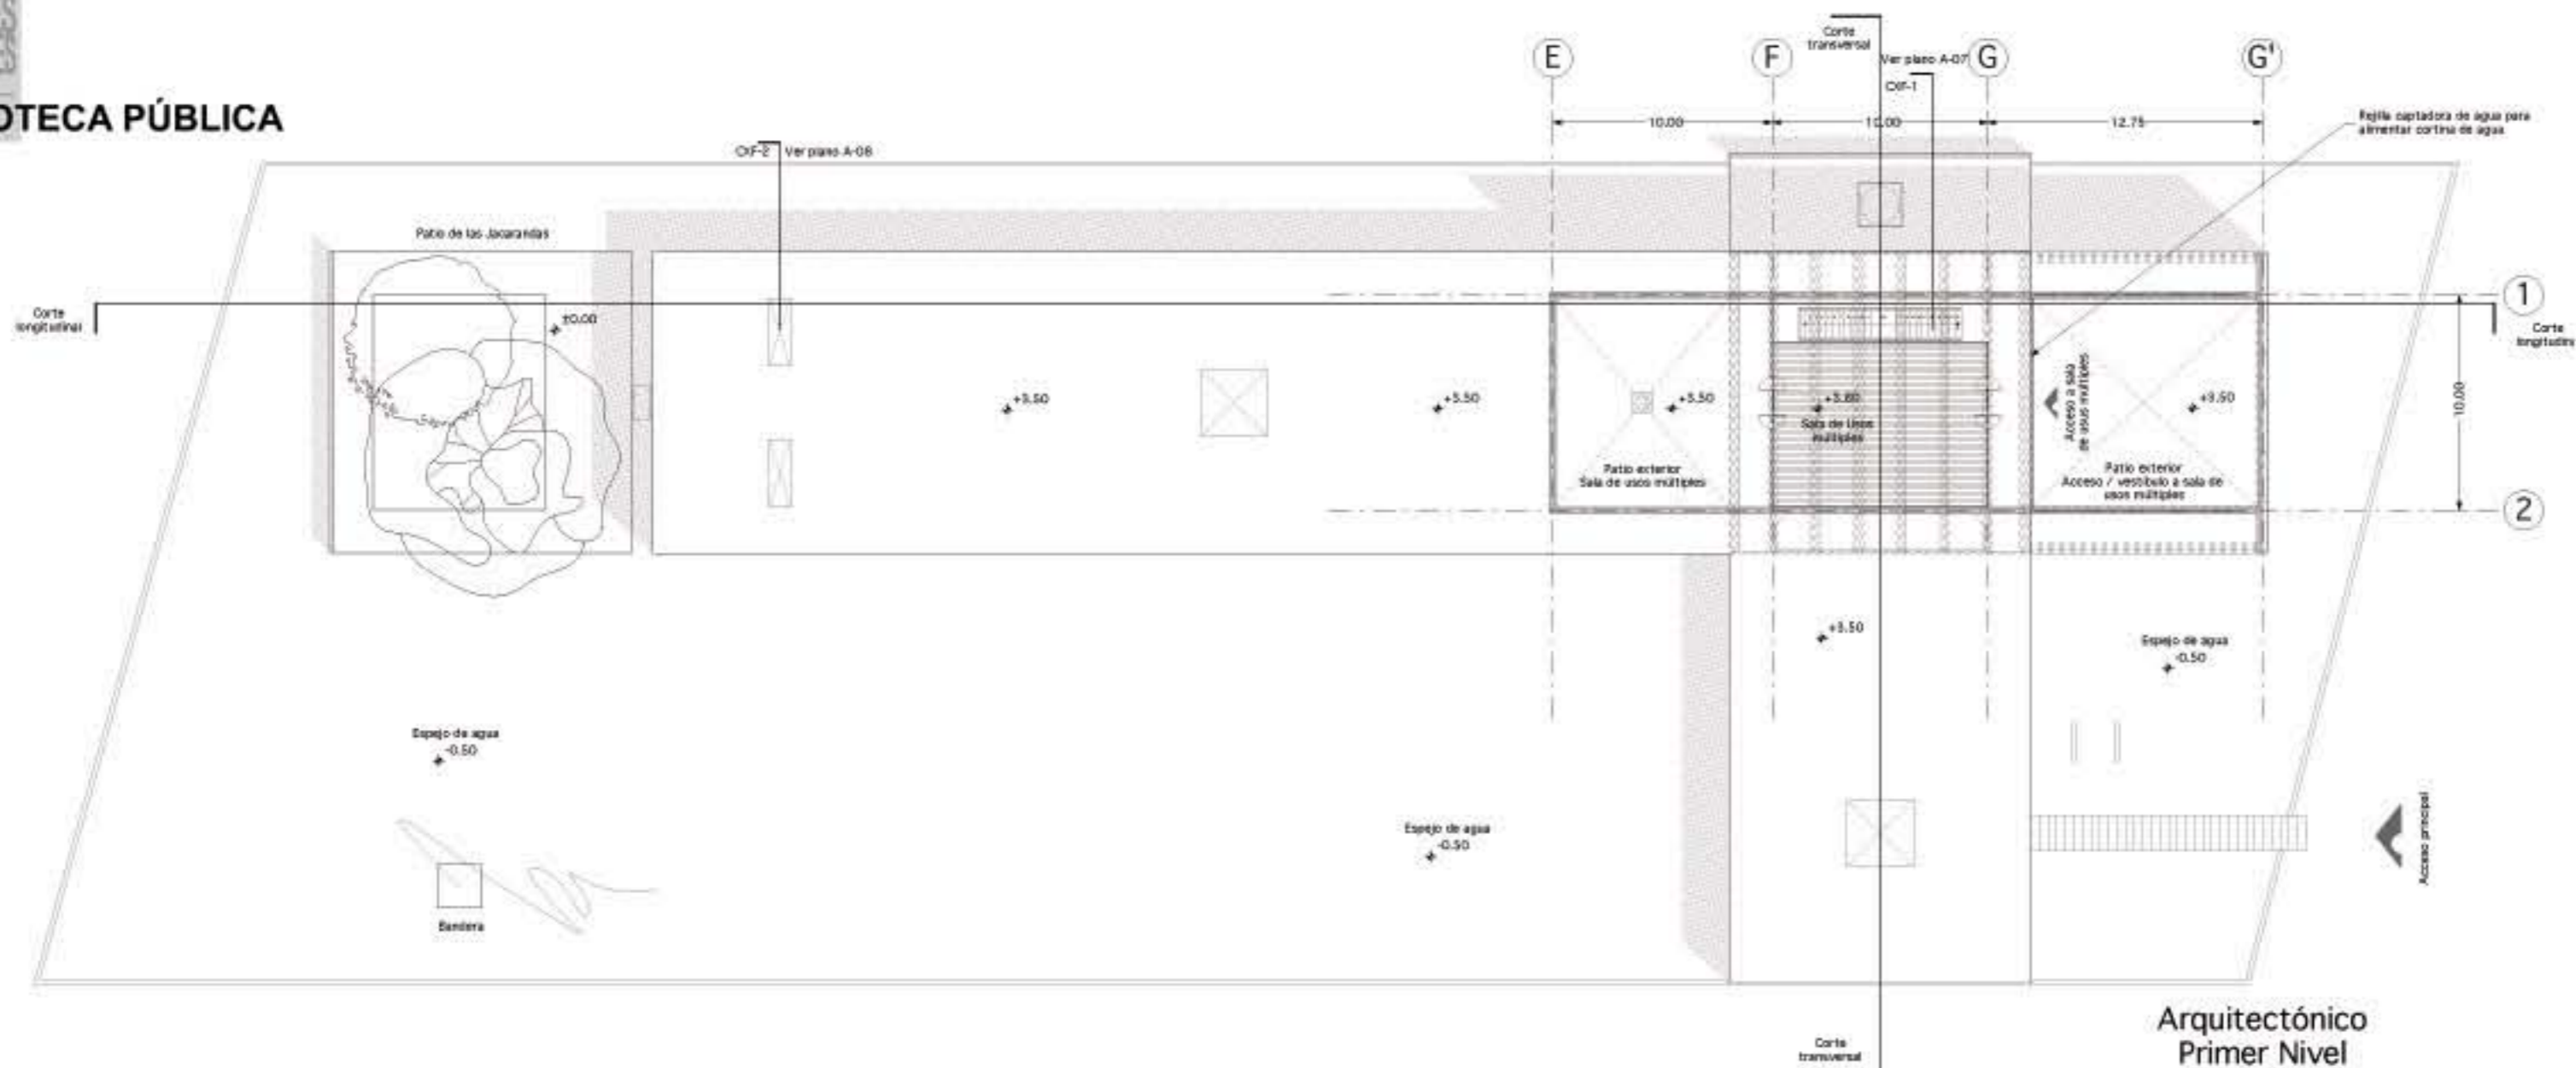 OTECA PÚBLICA
Corte
transversal
E
F
G
G'
Ver plano A-07
CXF-1
10.00
10.00
12.75
Rejilla captadora de agua para
alimentar cortina de agua
CXF-2
Ver plano A-08
Patio de las Jacarandas
Corte
longitudinal
±0.00
1
Corte
longitudin
+3.50
+3.50
+3.50
+3.50
Sala de Usos
múltiples
Acceso a sala
de usus múltiples
10.00
Patio exterior
Sala de usos múltiples
Patio exterior
Acceso / vestíbulo a sala de
usos múltiples
2
+3.50
Espejo de agua
-0.50
Espejo de agua
-0.50
Espejo de agua
-0.50
Acceso principal
Bandera
Corte
transversal
Arquitectónico
Primer Nivel